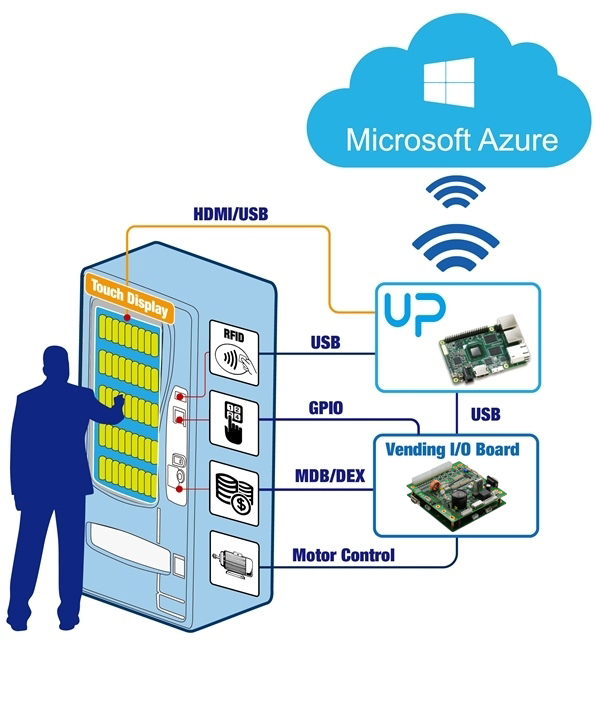 Microsoft Azure
HDMI/USB
Touch Display
UP
RFID
USB
GPIO
USB
Vending I/O Board
MDB/DEX
Motor Control